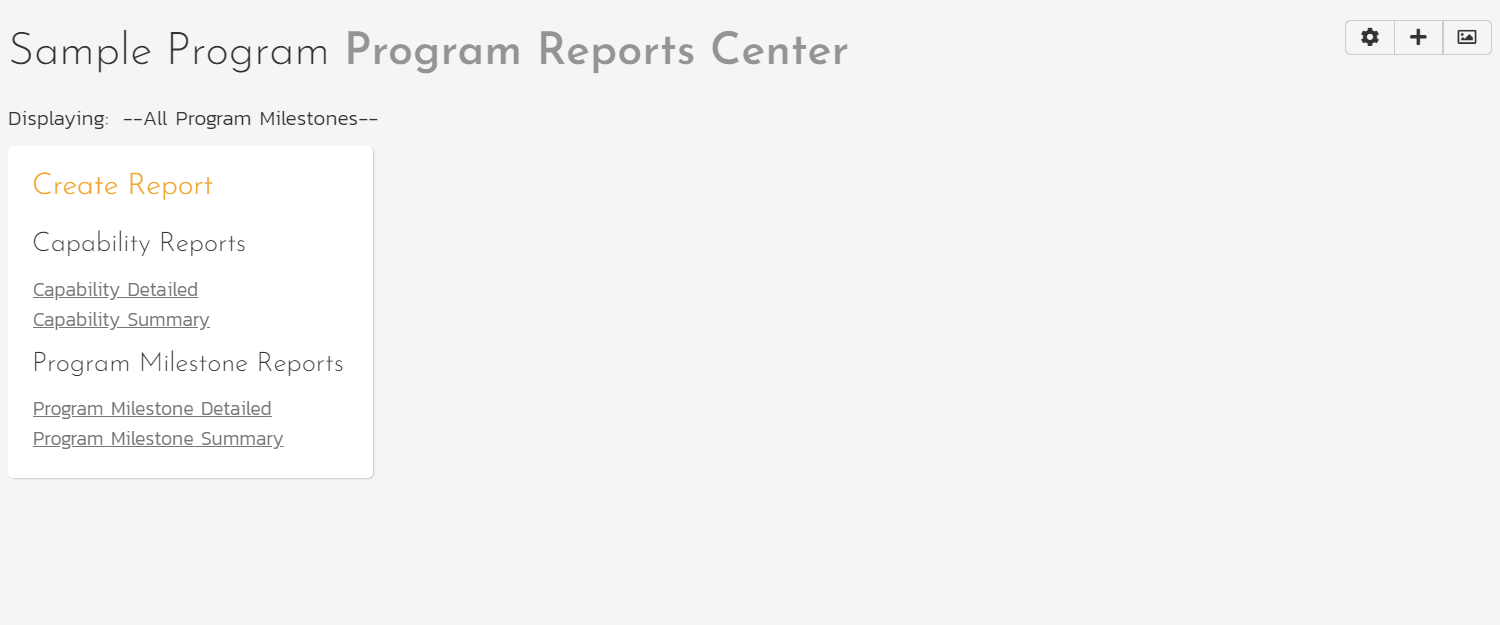 Sample Program Program Reports Center
Displaying: --All Program Milestones--
Create Report
Capability Reports
Capability Detailed
Capability Summary
Program Milestone Reports
Program Milestone Detailed
Program Milestone Summary